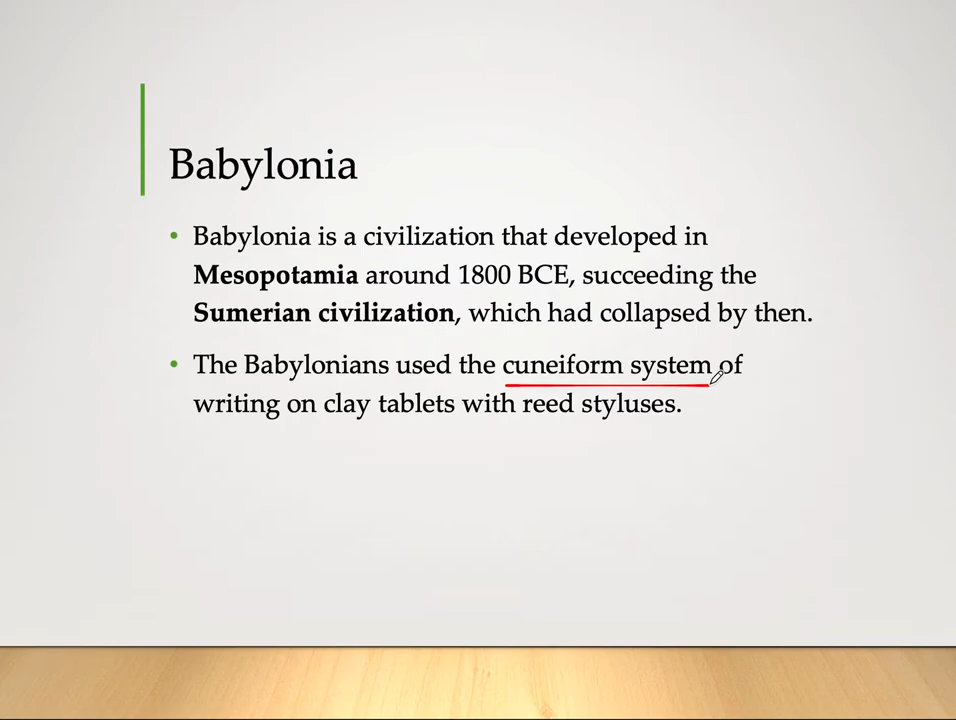 Babylonia
• Babylonia is a civilization that developed in
Mesopotamia around 1800 BCE, succeeding the
Sumerian civilization, which had collapsed by then.
• The Babylonians used the cuneiform system of
writing on clay tablets with reed styluses.